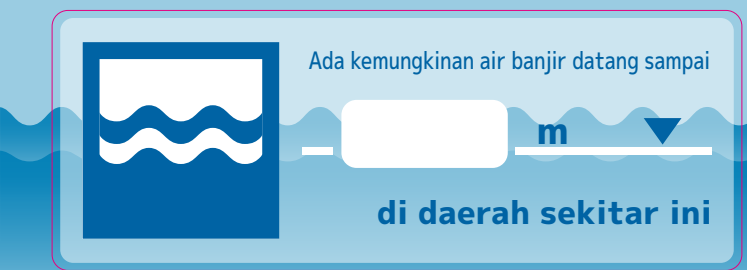 Ada kemungkinan air banjir datang sampai
m
di daerah sekitar ini